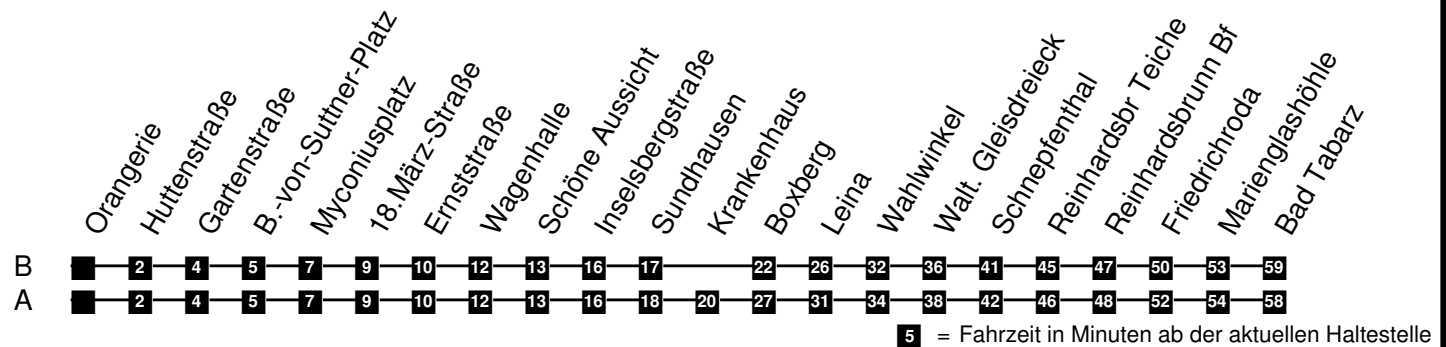 Orangerie
Huttenstraße
Gartenstraße
B.-von-Suttner-Platz
Myconiusplatz
18.März-Straße
Ernststraße
Wagenhalle
Schöne Aussicht
Inselsbergstraße
Sundhausen
Krankenhaus
Boxberg
Leina
Wahlwinkel
Walt. Gleisdreieck
Schnepfenthal
Reinhardsbr Teiche
Reinhardsbrunn Bf
Friedrichroda
Marienglashöhle
Bad Tabarz
B 2 4 5 7 9 10 12 13 16 17 22 26 32 36 41 45 47 50 53 59
A 2 4 5 7 9 10 12 13 16 18 20 27 31 34 38 42 46 48 52 54 58
5 = Fahrzeit in Minuten ab der aktuellen Haltestelle